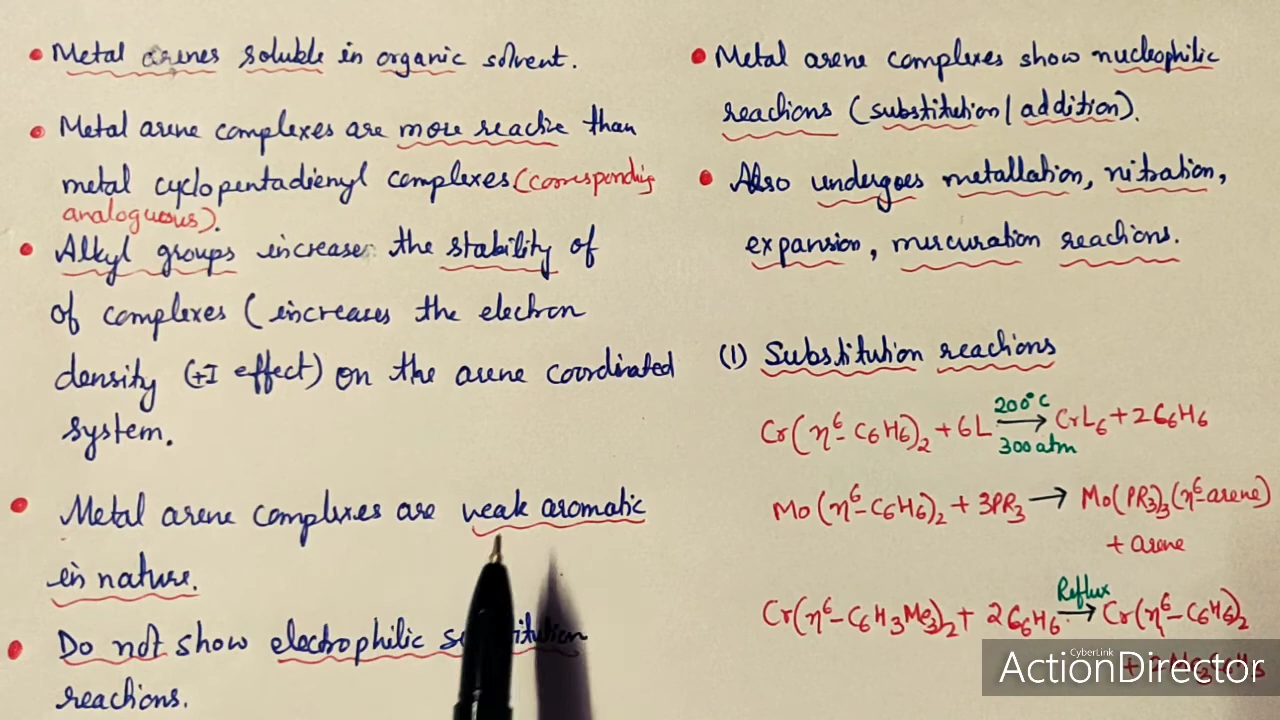 Metal arenes soluble in organic solvent.
Metal arene complexes are more reactive than
metal cyclopentadienyl complexes (corresponding
analoguous).
Alkyl groups increase the stability of
of complexes (increases the electron
density (+I effect) on the arene coordinated
system.
Metal arene complexes are weak aromatic
in nature.
Do not show electrophilic substitution
reactions.
Metal arene complexes show nucleophilic
reactions (substitution / addition).
Also undergoes metallation, nitration,
expansion, mercuration reactions.
(1) Substitution reactions
Cr(η⁶-C6H6)2 + 6L 200°C → 300 atm CrL6 + 2C6H6
Mo(η⁶-C6H6)2 + 3PR3 → Mo(PR3)3(η⁶-arene)
+ arene
Cr(η⁶-C6H3Me3)2 + 2C6H6 Reflux → Cr(η⁶-C6H6)2
CyberLink
ActionDirector